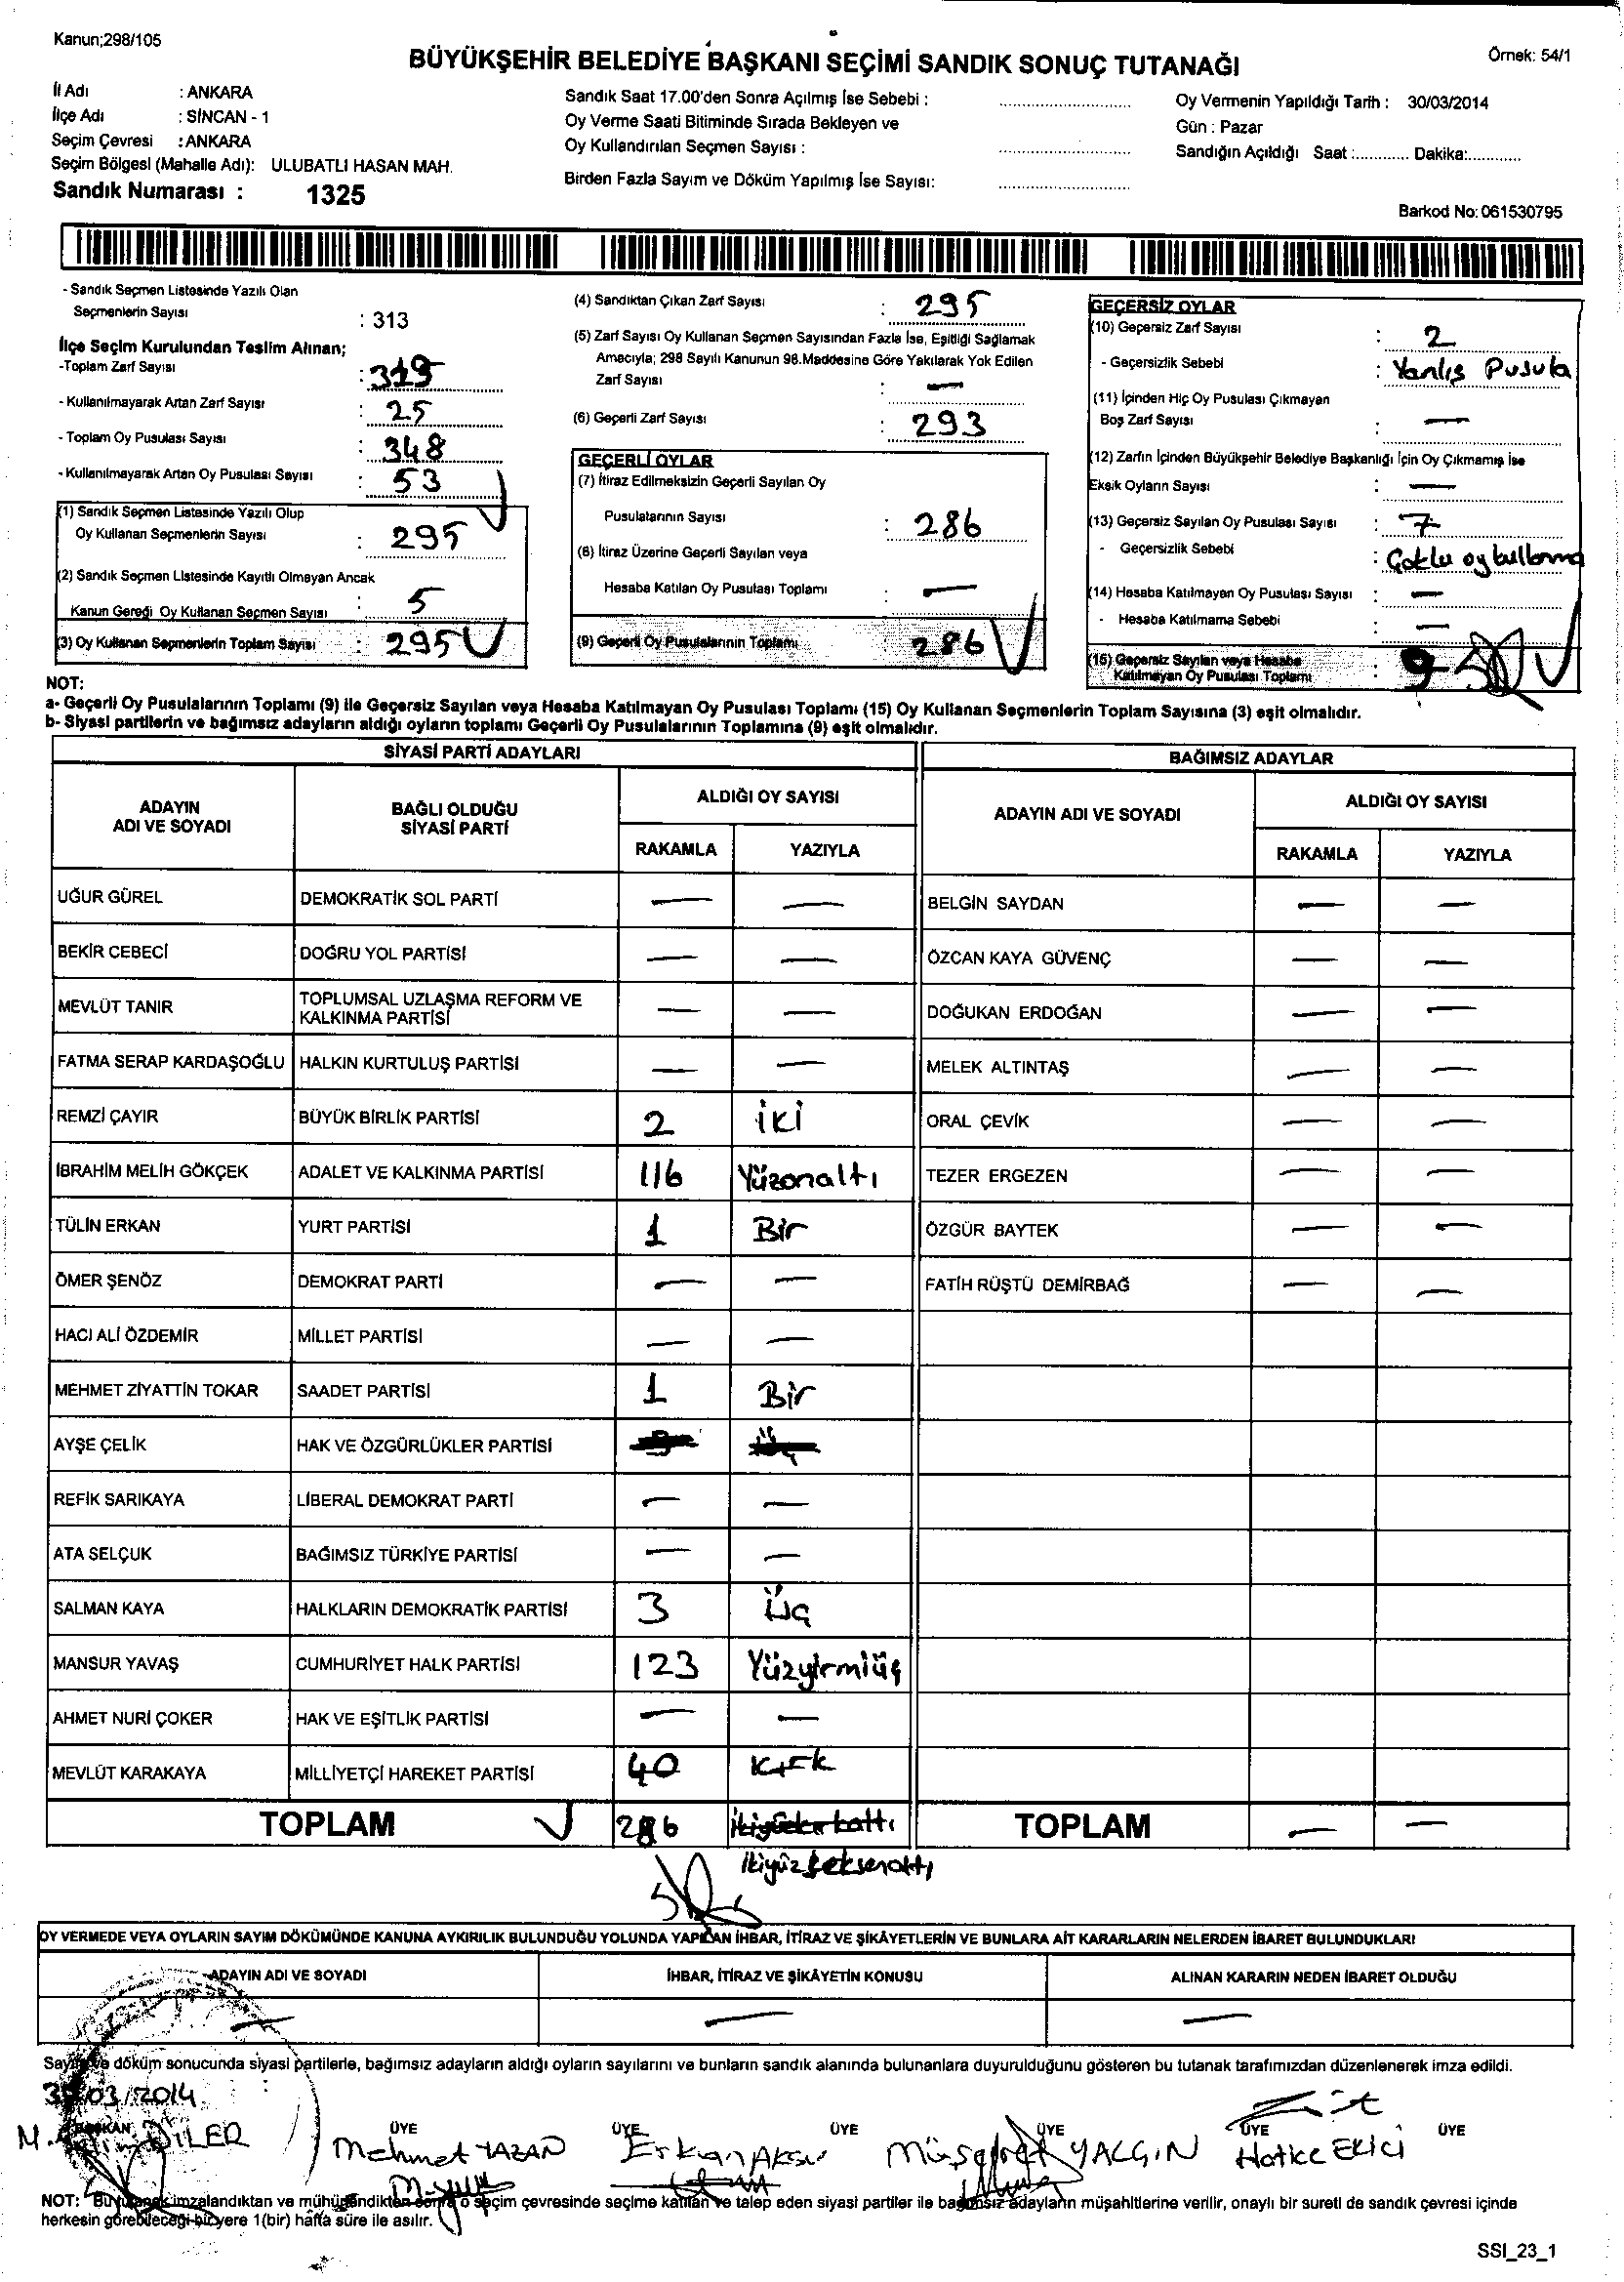 Kanun;298/105
BÜYÜKŞEHİR BELEDİYE BAŞKANI SEÇİMİ SANDIK SONUÇ TUTANAĞI
Örnek: 54/1
İl Adı : ANKARA
İlçe Adı : SİNCAN - 1
Seçim Çevresi : ANKARA
Seçim Bölgesi (Mahalle Adı): ULUBATLI HASAN MAH.
Sandık Numarası : 1325
Sandık Saat 17.00'den Sonra Açılmış İse Sebebi :
Oy Verme Saati Bitiminde Sırada Bekleyen ve
Oy Kullandırılan Seçmen Sayısı :
Birden Fazla Sayım ve Döküm Yapılmış İse Sayısı:
Oy Vermenin Yapıldığı Tarih : 30/03/2014
Gün : Pazar
Sandığın Açıldığı Saat :............ Dakika:............
Barkod No: 061530795
- Sandık Seçmen Listesinde Yazılı Olan
Seçmenlerin Sayısı : 313
İlçe Seçim Kurulundan Teslim Alınan;
-Toplam Zarf Sayısı : 319
- Kullanılmayarak Artan Zarf Sayısı : 25
- Toplam Oy Pusulası Sayısı : 348
- Kullanılmayarak Artan Oy Pusulası Sayısı : 53
(1) Sandık Seçmen Listesinde Yazılı Olup
Oy Kullanan Seçmenlerin Sayısı : 295
(2) Sandık Seçmen Listesinde Kayıtlı Olmayan Ancak
Kanun Gereği Oy Kullanan Seçmen Sayısı : 5
(3) Oy Kullanan Seçmenlerin Toplam Sayısı : 295
(4) Sandıktan Çıkan Zarf Sayısı : 295
(5) Zarf Sayısı Oy Kullanan Seçmen Sayısından Fazla İse, Eşitliği Sağlamak
Amacıyla; 298 Sayılı Kanunun 98.Maddesine Göre Yakılarak Yok Edilen
Zarf Sayısı : —
(6) Geçerli Zarf Sayısı : 293
GEÇERLİ OYLAR
(7) İtiraz Edilmeksizin Geçerli Sayılan Oy
Pusulalarının Sayısı : 286
(8) İtiraz Üzerine Geçerli Sayılan veya
Hesaba Katılan Oy Pusulası Toplamı : —
(9) Geçerli Oy Pusulalarının Toplamı : 286
GEÇERSİZ OYLAR
(10) Geçersiz Zarf Sayısı : 2
- Geçersizlik Sebebi : Yanlış Pusula
(11) İçinden Hiç Oy Pusulası Çıkmayan
Boş Zarf Sayısı : —
(12) Zarfın İçinden Büyükşehir Belediye Başkanlığı İçin Oy Çıkmamış İse
Eksik Oyların Sayısı : —
(13) Geçersiz Sayılan Oy Pusulası Sayısı : 7
- Geçersizlik Sebebi : Çoklu oy kullanma
(14) Hesaba Katılmayan Oy Pusulası Sayısı : —
- Hesaba Katılmama Sebebi : —
(15) Geçersiz Sayılan veya Hesaba
Katılmayan Oy Pusulası Toplamı : 9
NOT:
a- Geçerli Oy Pusulalarının Toplamı (9) ile Geçersiz Sayılan veya Hesaba Katılmayan Oy Pusulası Toplamı (15) Oy Kullanan Seçmenlerin Toplam Sayısına (3) eşit olmalıdır.
b- Siyasi partilerin ve bağımsız adayların aldığı oyların toplamı Geçerli Oy Pusulalarının Toplamına (9) eşit olmalıdır.
SİYASİ PARTİ ADAYLARI BAĞIMSIZ ADAYLAR
ADAYIN ADI VE SOYADI BAĞLI OLDUĞU SİYASİ PARTİ ALDIĞI OY SAYISI ADAYIN ADI VE SOYADI ALDIĞI OY SAYISI
RAKAMLA YAZIYLA RAKAMLA YAZIYLA
UĞUR GÜREL DEMOKRATİK SOL PARTİ — — BELGİN SAYDAN — —
BEKİR CEBECİ DOĞRU YOL PARTİSİ — — ÖZCAN KAYA GÜVENÇ — —
MEVLÜT TANIR TOPLUMSAL UZLAŞMA REFORM VE KALKINMA PARTİSİ — — DOĞUKAN ERDOĞAN — —
FATMA SERAP KARDAŞOĞLU HALKIN KURTULUŞ PARTİSİ — — MELEK ALTINTAŞ — —
REMZİ ÇAYIR BÜYÜK BİRLİK PARTİSİ 2 iki ORAL ÇEVİK — —
İBRAHİM MELİH GÖKÇEK ADALET VE KALKINMA PARTİSİ 116 Yüzonaltı TEZER ERGEZEN — —
TÜLİN ERKAN YURT PARTİSİ 1 Bir ÖZGÜR BAYTEK — —
ÖMER ŞENÖZ DEMOKRAT PARTİ — — FATİH RÜŞTÜ DEMİRBAĞ — —
HACI ALİ ÖZDEMİR MİLLET PARTİSİ — —
MEHMET ZİYATTİN TOKAR SAADET PARTİSİ 1 Bir
AYŞE ÇELİK HAK VE ÖZGÜRLÜKLER PARTİSİ
REFİK SARIKAYA LİBERAL DEMOKRAT PARTİ — —
ATA SELÇUK BAĞIMSIZ TÜRKİYE PARTİSİ — —
SALMAN KAYA HALKLARIN DEMOKRATİK PARTİSİ 3 Üç
MANSUR YAVAŞ CUMHURİYET HALK PARTİSİ 123 Yüzyirmiüç
AHMET NURİ ÇOKER HAK VE EŞİTLİK PARTİSİ — —
MEVLÜT KARAKAYA MİLLİYETÇİ HAREKET PARTİSİ 40 Kırk
TOPLAM 286 TOPLAM — —
ikiyüzseksenaltı
OY VERMEDE VEYA OYLARIN SAYIM DÖKÜMÜNDE KANUNA AYKIRILIK BULUNDUĞU YOLUNDA YAPILAN İHBAR, İTİRAZ VE ŞİKÂYETLERİN VE BUNLARA AİT KARARLARIN NELERDEN İBARET BULUNDUKLARI
ADAYIN ADI VE SOYADI İHBAR, İTİRAZ VE ŞİKÂYETİN KONUSU ALINAN KARARIN NEDEN İBARET OLDUĞU
— — —
Sayım ve döküm sonucunda siyasi partilerle, bağımsız adayların aldığı oyların sayılarını ve bunların sandık alanında bulunanlara duyurulduğunu gösteren bu tutanak tarafımızdan düzenlenerek imza edildi.
30/03/2014
BAŞKAN ÜYE ÜYE ÜYE ÜYE ÜYE ÜYE
DİLER Mehmet YAZAN Erkan AKSU Müşerref YALÇIN Hatice EKİCİ
NOT: Bu tutanak imzalandıktan ve mühürlendikten sonra o seçim çevresinde seçime katılan ve talep eden siyasi partiler ile bağımsız adayların müşahitlerine verilir, onaylı bir sureti de sandık çevresi içinde
herkesin görebileceği bir yere 1(bir) hafta süre ile asılır.
SSI_23_1